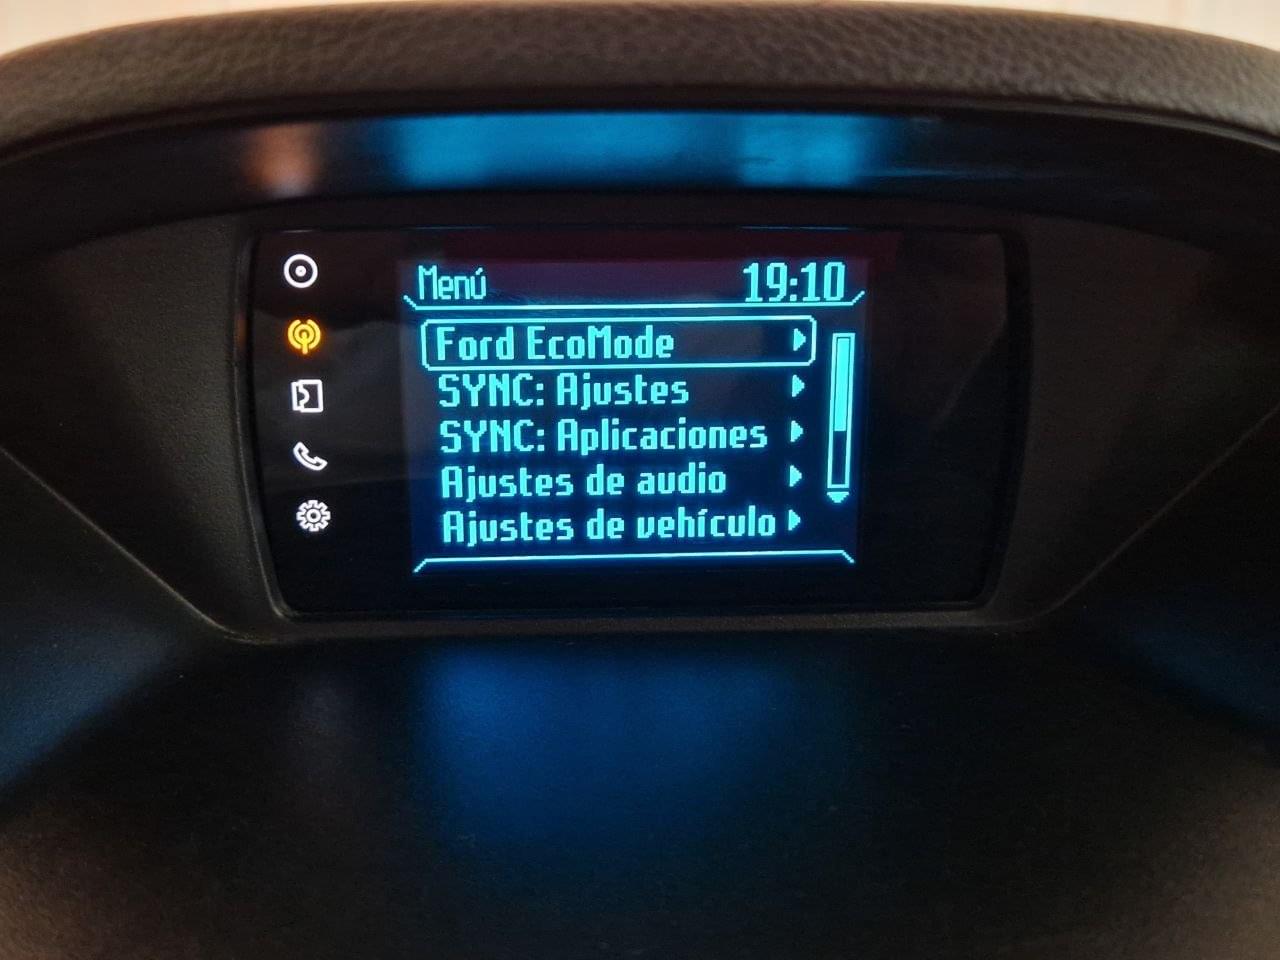 Menú 19:10
Ford EcoMode
SYNC: Ajustes
SYNC: Aplicaciones
Ajustes de audio
Ajustes de vehículo